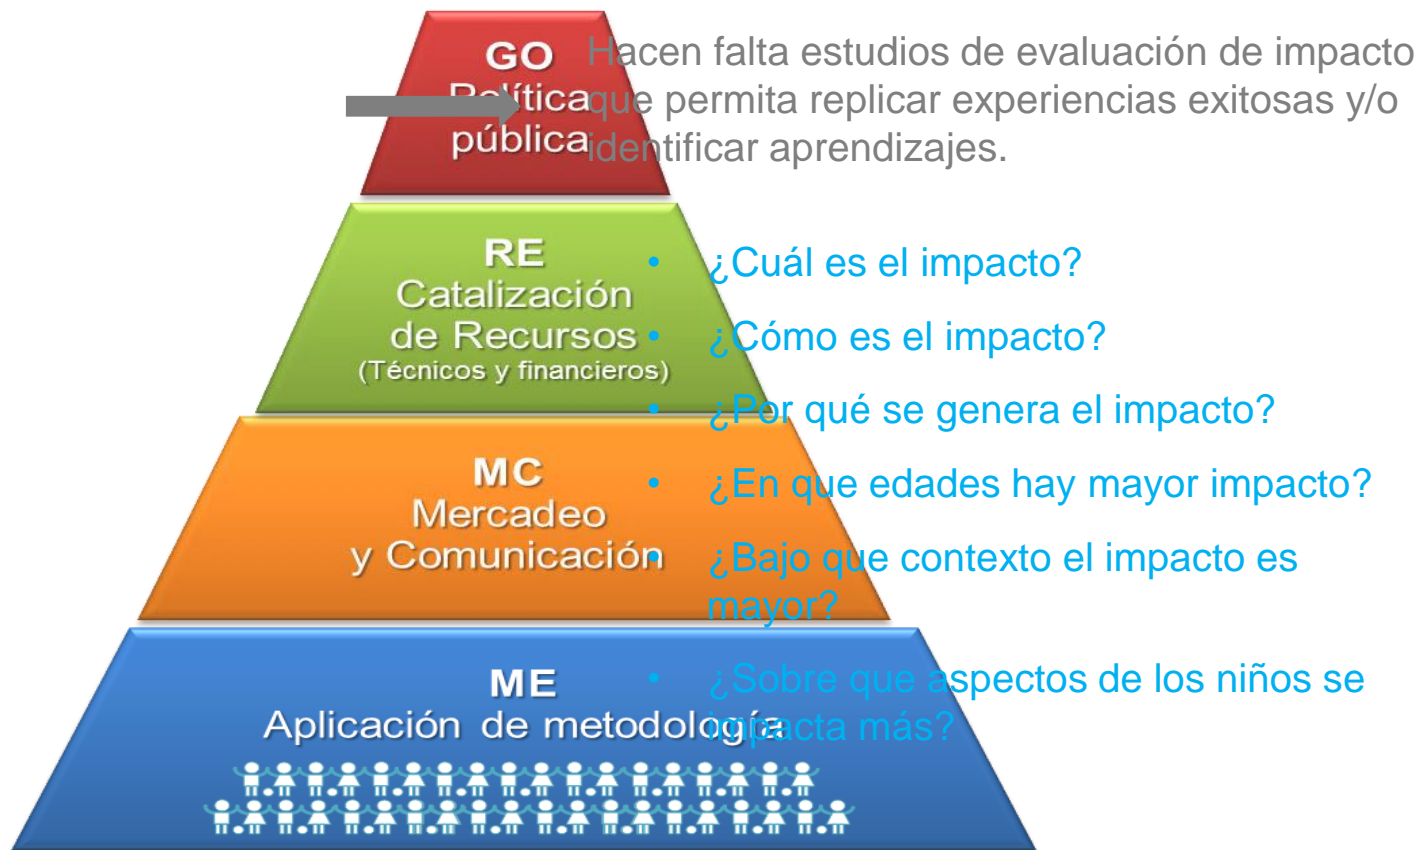 GO
Política
pública
Hacen falta estudios de evaluación de impacto
que permita replicar experiencias exitosas y/o
identificar aprendizajes.
RE
Catalización
de Recursos
(Técnicos y financieros)
MC
Mercadeo
y Comunicación
ME
Aplicación de metodología
• ¿Cuál es el impacto?
• ¿Cómo es el impacto?
• ¿Por qué se genera el impacto?
• ¿En que edades hay mayor impacto?
• ¿Bajo que contexto el impacto es
mayor?
• ¿Sobre que aspectos de los niños se
impacta más?